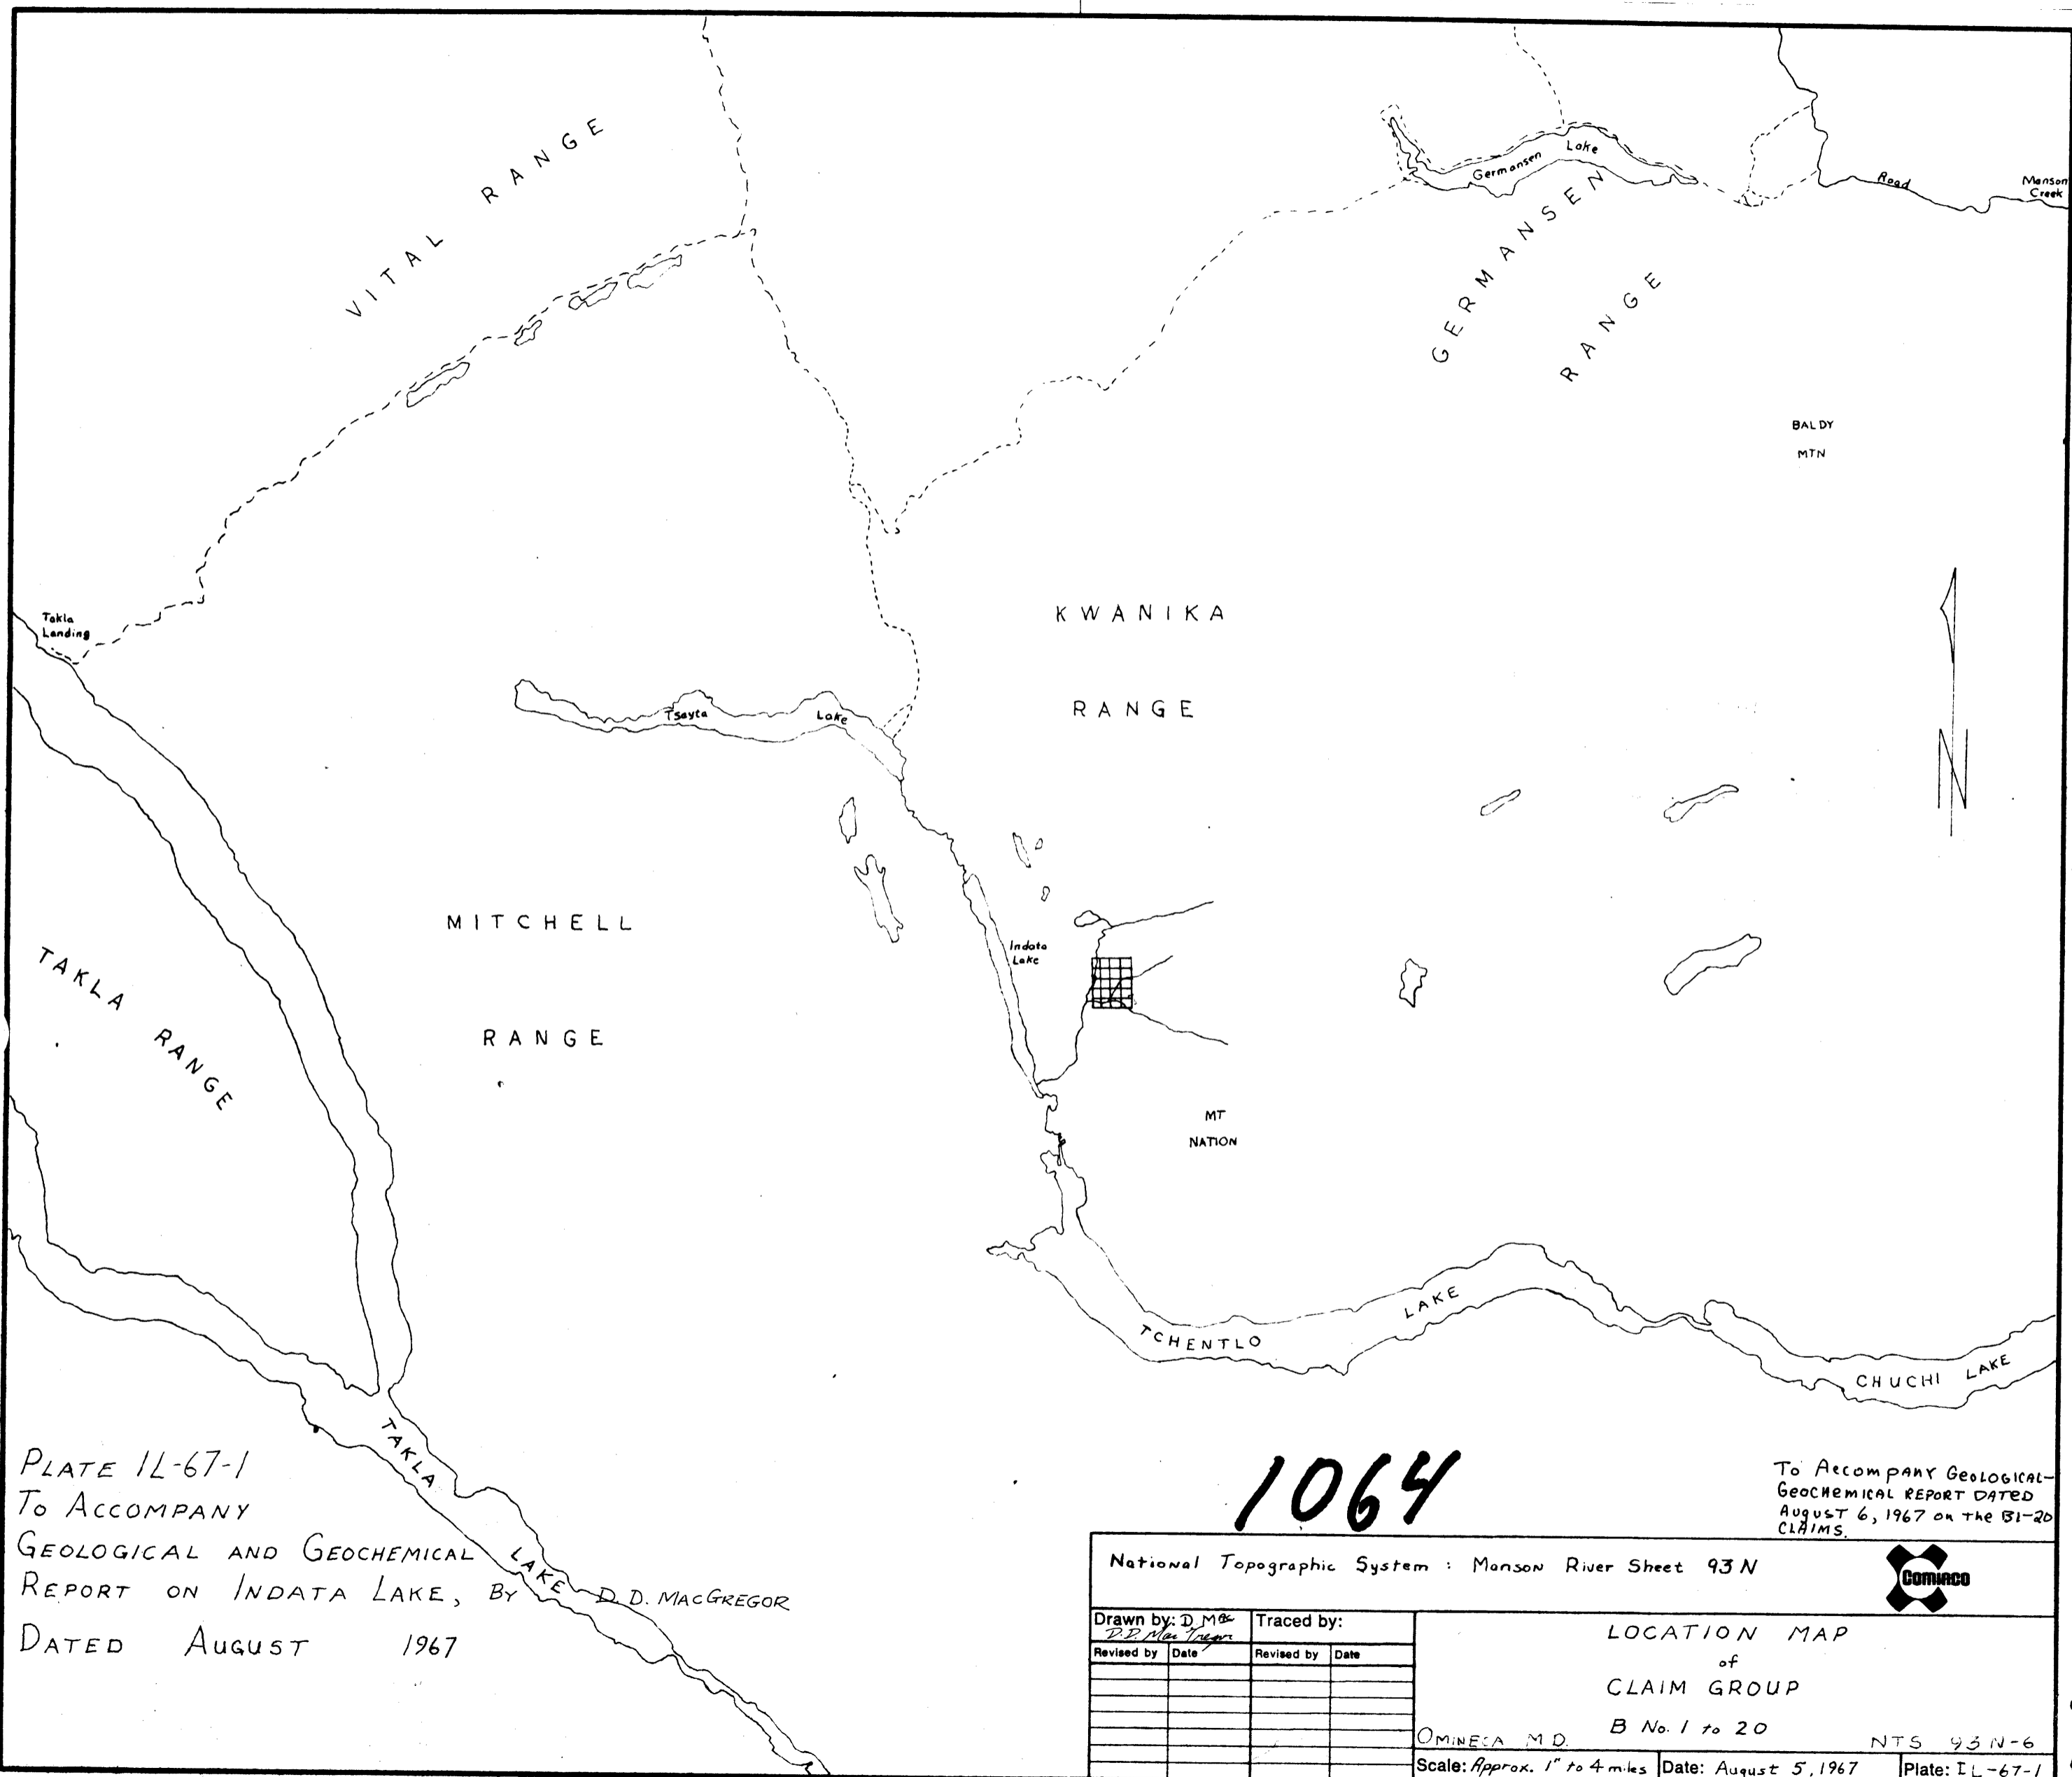 VITAL RANGE
Germansen Lake
Road
Manson
Creek
GERMANSEN
RANGE
BALDY
MTN
Takla
Landing
KWANIKA
RANGE
Tsayta Lake
N
MITCHELL
RANGE
Indata
Lake
TAKLA RANGE
MT
NATION
TCHENTLO LAKE
CHUCHI LAKE
TAKLA LAKE
PLATE IL-67-1
TO ACCOMPANY
GEOLOGICAL AND GEOCHEMICAL
REPORT ON INDATA LAKE, BY D.D. MACGREGOR
DATED AUGUST 1967
1064
To Accompany Geological-
Geochemical REPORT DATED
August 6, 1967 on the B1-20
CLAIMS.
National Topographic System : Manson River Sheet 93N
COMINCO
Drawn by: D. Mac
D.D. MacGregor
Traced by:
Revised by Date Revised by Date
LOCATION MAP
of
CLAIM GROUP
B No. 1 to 20
OMINECA M.D.
NTS 93N-6
Scale: Approx. 1" to 4 miles Date: August 5, 1967 Plate: IL-67-1